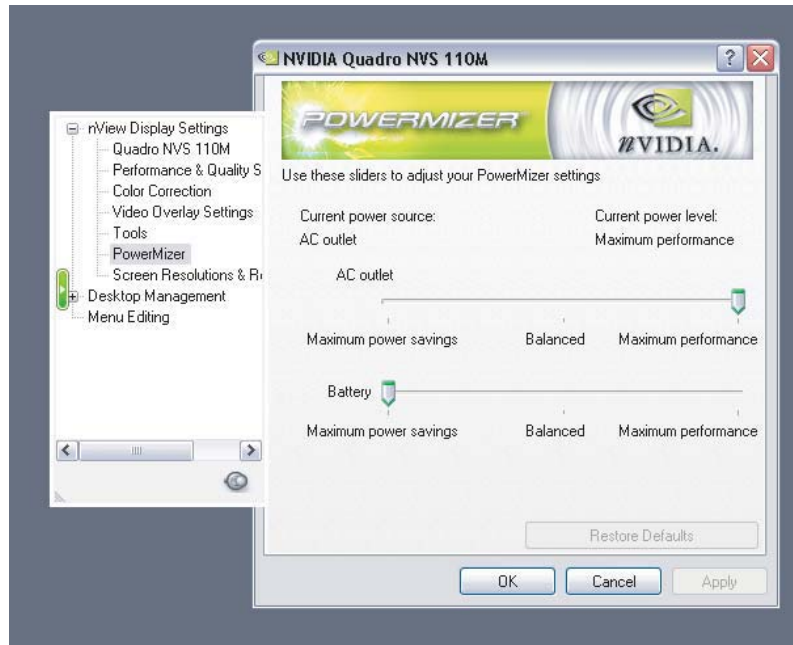 NVIDIA Quadro NVS 110M
POWERMIZER
NVIDIA.
nView Display Settings
Quadro NVS 110M
Performance & Quality S
Color Correction
Video Overlay Settings
Tools
PowerMizer
Screen Resolutions & R
Desktop Management
Menu Editing
Use these sliders to adjust your PowerMizer settings
Current power source: Current power level:
AC outlet Maximum performance
AC outlet
Maximum power savings Balanced Maximum performance
Battery
Maximum power savings Balanced Maximum performance
Restore Defaults
OK Cancel Apply